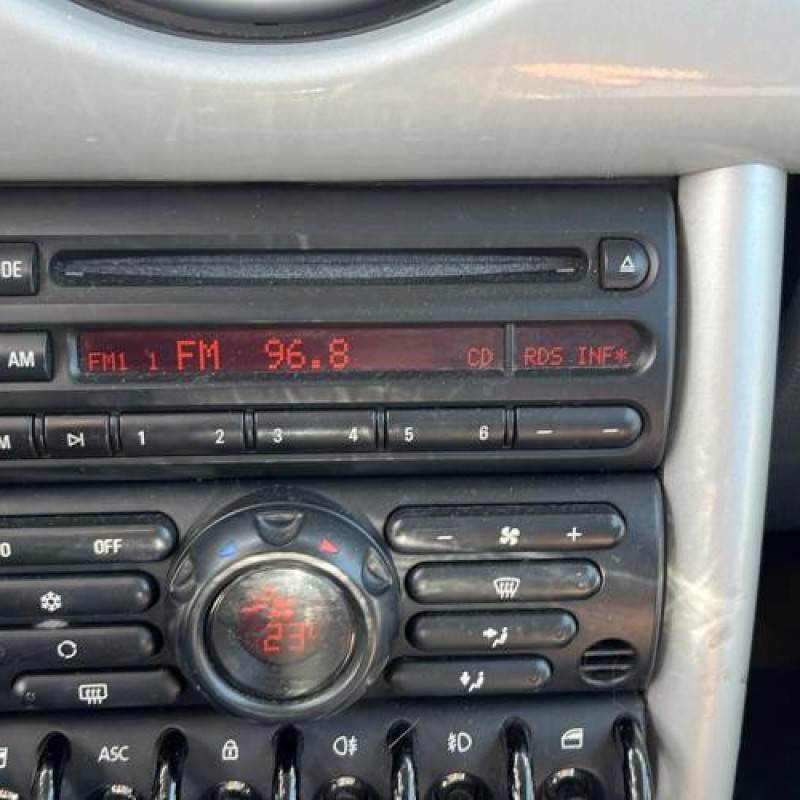 DE
FM1 1 FM 96.8 CD RDS INF*
AM
M 1 2 3 4 5 6 — —
OFF − +
23°
ASC